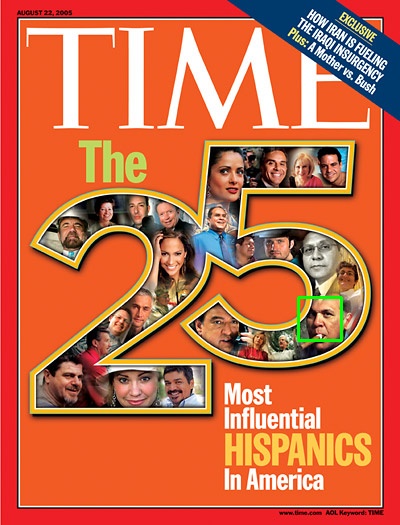 AUGUST 22, 2005
EXCLUSIVE
HOW IRAN IS FUELING
THE IRAQI INSURGENCY
Plus: A Mother vs. Bush
TIME
The
25
Most
Influential
HISPANICS
In America
www.time.com AOL Keyword: TIME